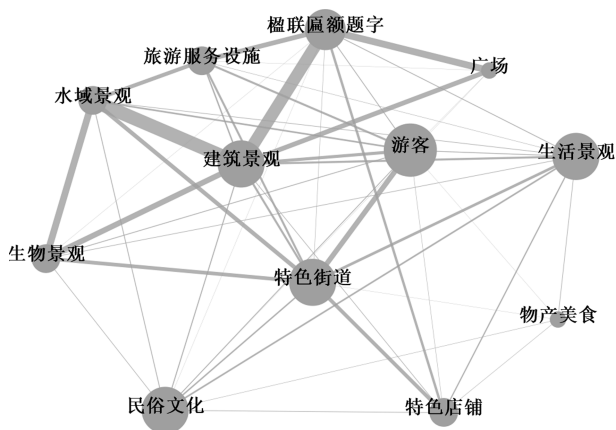 楹联匾额题字
旅游服务设施
广场
水域景观
游客
建筑景观
生活景观
生物景观
特色街道
物产美食
民俗文化
特色店铺